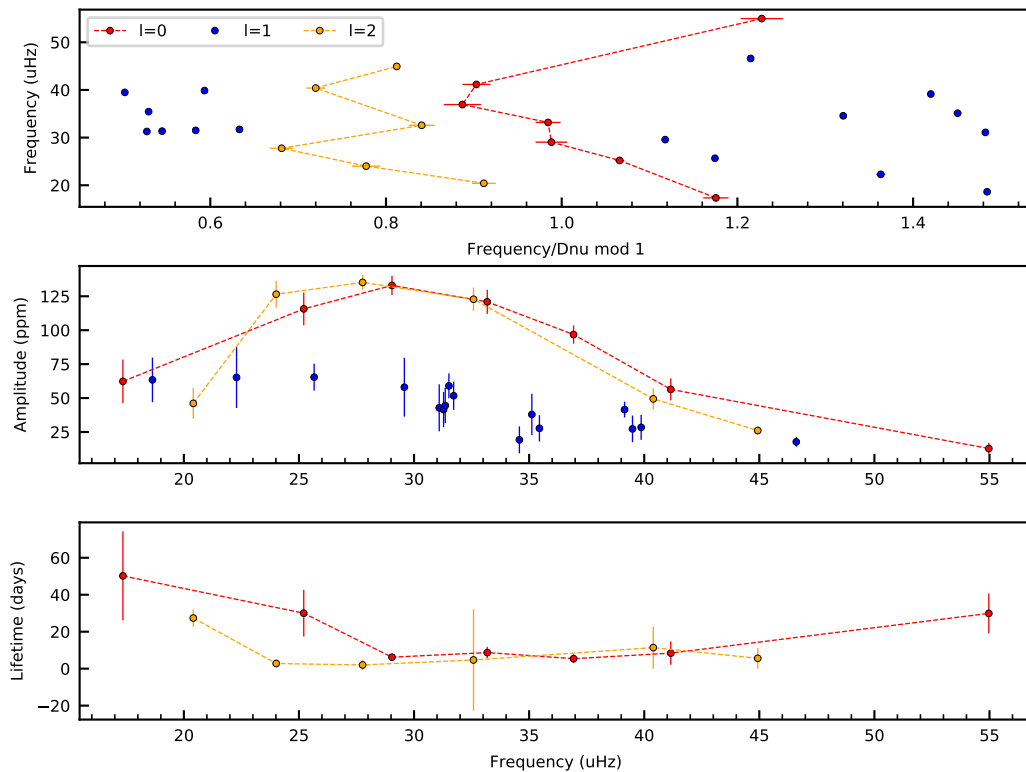 l=0 l=1 l=2
Frequency (uHz)
50
40
30
20
0.6 0.8 1.0 1.2 1.4
Frequency/Dnu mod 1
Amplitude (ppm)
125
100
75
50
25
20 25 30 35 40 45 50 55
Lifetime (days)
60
40
20
0
−20
20 25 30 35 40 45 50 55
Frequency (uHz)